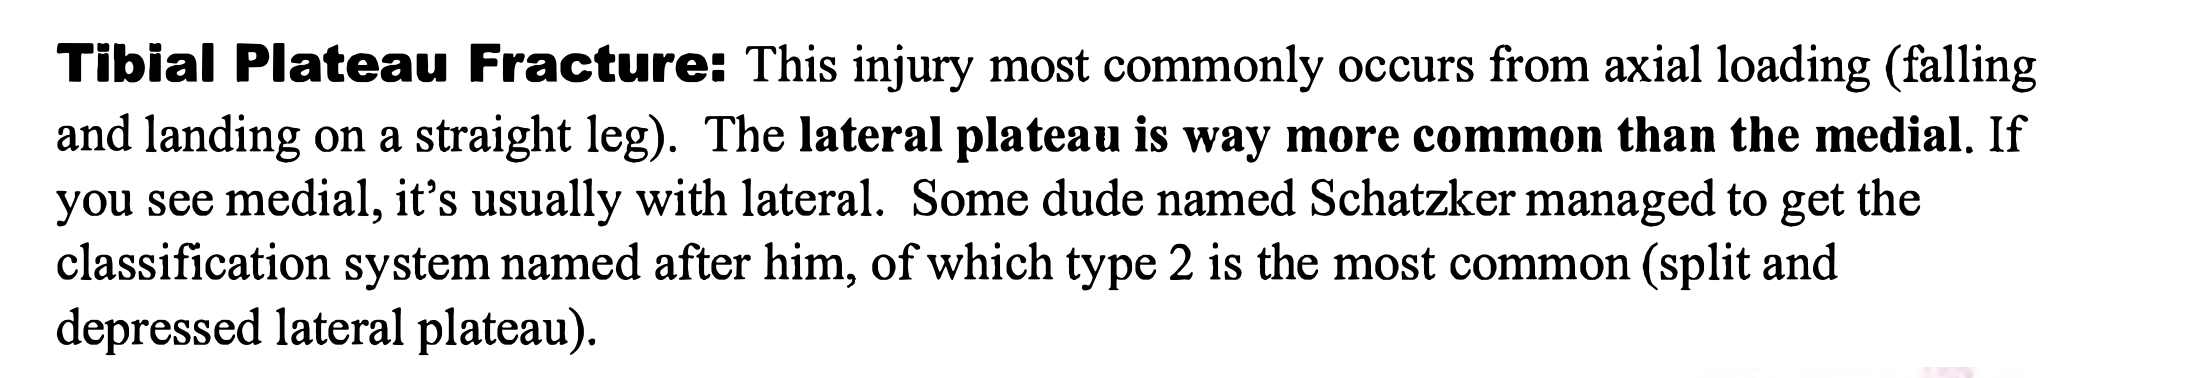 Tibial Plateau Fracture: This injury most commonly occurs from axial loading (falling
and landing on a straight leg).  The lateral plateau is way more common than the medial. If
you see medial, it’s usually with lateral.  Some dude named Schatzker managed to get the
classification system named after him, of which type 2 is the most common (split and
depressed lateral plateau).